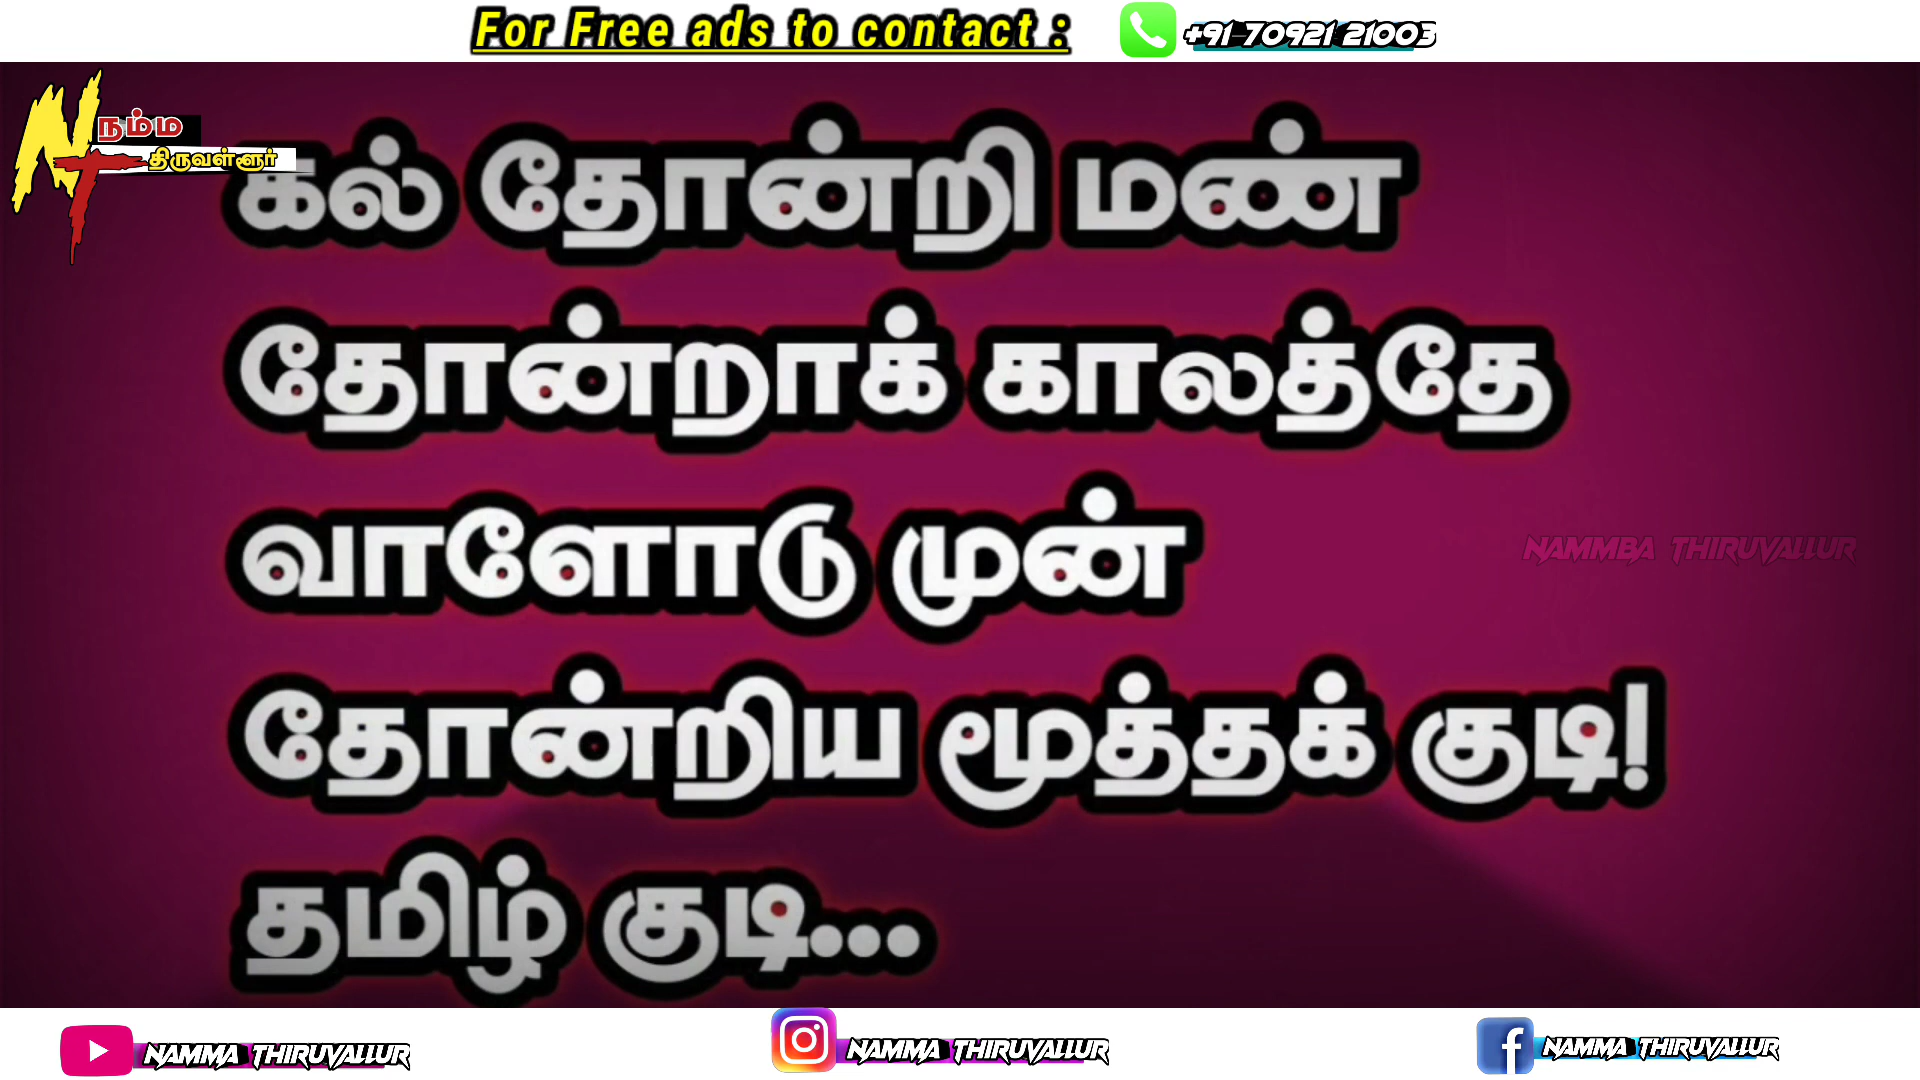 For Free ads to contact :
+91 70921 21003
நம்ம
திருவள்ளூர்
கல் தோன்றி மண்
தோன்றாக் காலத்தே
வாளோடு முன்
NAMMBA THIRUVALLUR
தோன்றிய மூத்தக் குடி!
தமிழ் குடி...
NAMMA THIRUVALLUR
NAMMA THIRUVALLUR
NAMMA THIRUVALLUR